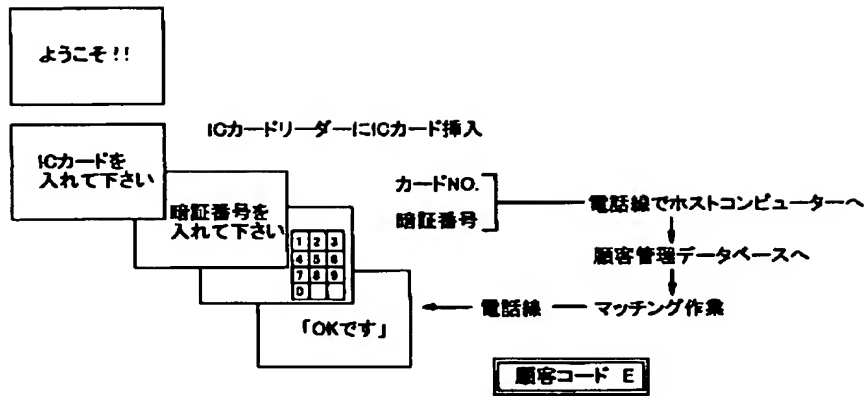 ようこそ!!
ICカードを
入れて下さい
ICカードリーダーにICカード挿入
暗証番号を
入れて下さい
カードNO.
暗証番号
電話線でホストコンピューターへ
顧客管理データベースへ
マッチング作業
電話線
1 2 3
4 5 6
7 8 9
0
「OKです」
顧客コード E